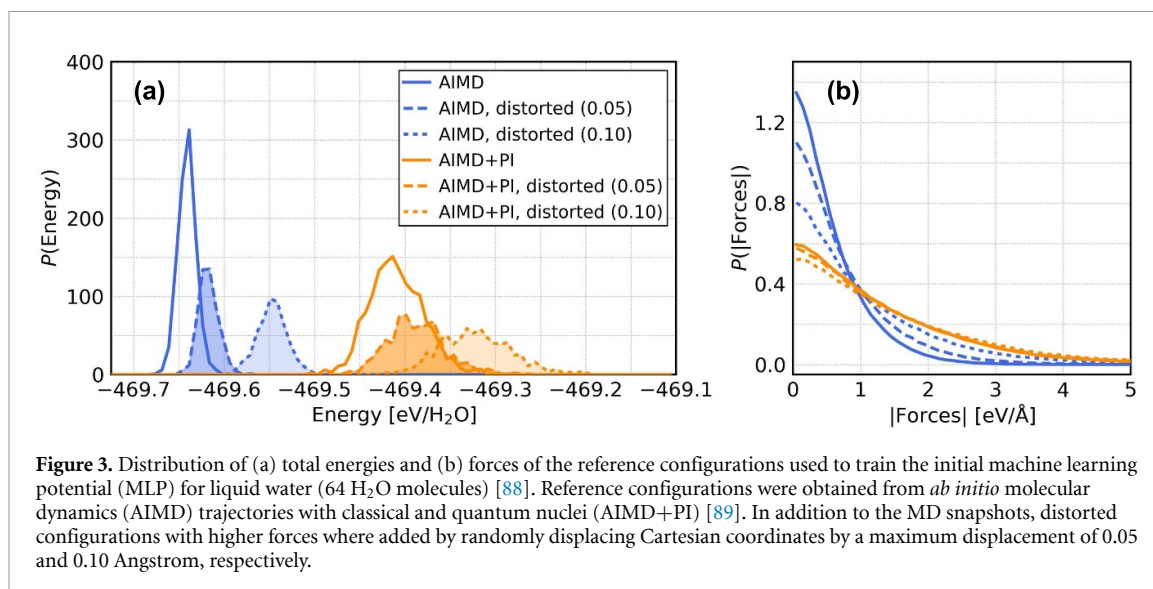 400
300
200
100
0
P(Energy)
(a)
AIMD
AIMD, distorted (0.05)
AIMD, distorted (0.10)
AIMD+PI
AIMD+PI, distorted (0.05)
AIMD+PI, distorted (0.10)
−469.7 −469.6 −469.5 −469.4 −469.3 −469.2 −469.1
Energy [eV/H₂O]
1.2
0.8
0.4
0.0
P(|Forces|)
(b)
0 1 2 3 4 5
|Forces| [eV/Å]
Figure 3. Distribution of (a) total energies and (b) forces of the reference configurations used to train the initial machine learning
potential (MLP) for liquid water (64 H₂O molecules) [88]. Reference configurations were obtained from ab initio molecular
dynamics (AIMD) trajectories with classical and quantum nuclei (AIMD+PI) [89]. In addition to the MD snapshots, distorted
configurations with higher forces where added by randomly displacing Cartesian coordinates by a maximum displacement of 0.05
and 0.10 Angstrom, respectively.